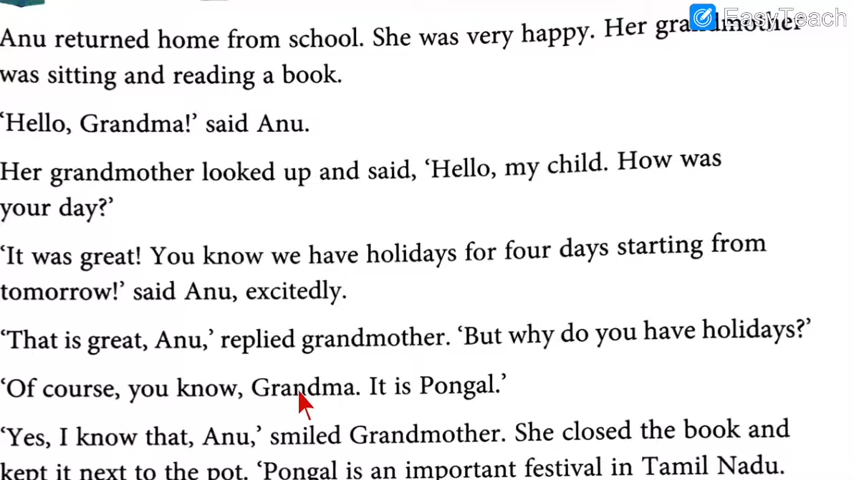 EasyTeach
Anu returned home from school. She was very happy. Her grandmother
was sitting and reading a book.
‘Hello, Grandma!’ said Anu.
Her grandmother looked up and said, ‘Hello, my child. How was
your day?’
‘It was great! You know we have holidays for four days starting from
tomorrow!’ said Anu, excitedly.
‘That is great, Anu,’ replied grandmother. ‘But why do you have holidays?’
‘Of course, you know, Grandma. It is Pongal.’
‘Yes, I know that, Anu,’ smiled Grandmother. She closed the book and
kept it next to the pot. ‘Pongal is an important festival in Tamil Nadu.